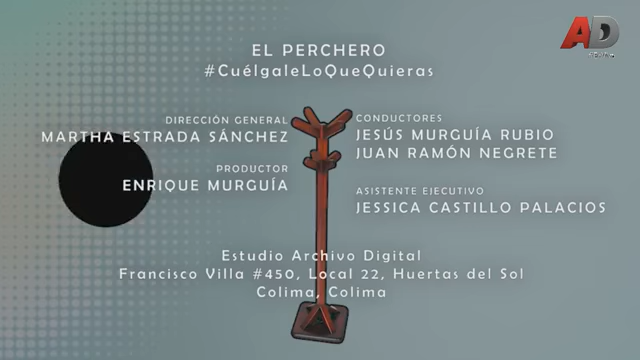 EL PERCHERO
#CuélgaleLoQueQuieras
AD
DIRECCIÓN GENERAL
MARTHA ESTRADA SÁNCHEZ
PRODUCTOR
ENRIQUE MURGUÍA
CONDUCTORES
JESÚS MURGUÍA RUBIO
JUAN RAMÓN NEGRETE
ASISTENTE EJECUTIVO
JESSICA CASTILLO PALACIOS
Estudio Archivo Digital
Francisco Villa #450, Local 22, Huertas del Sol
Colima, Colima